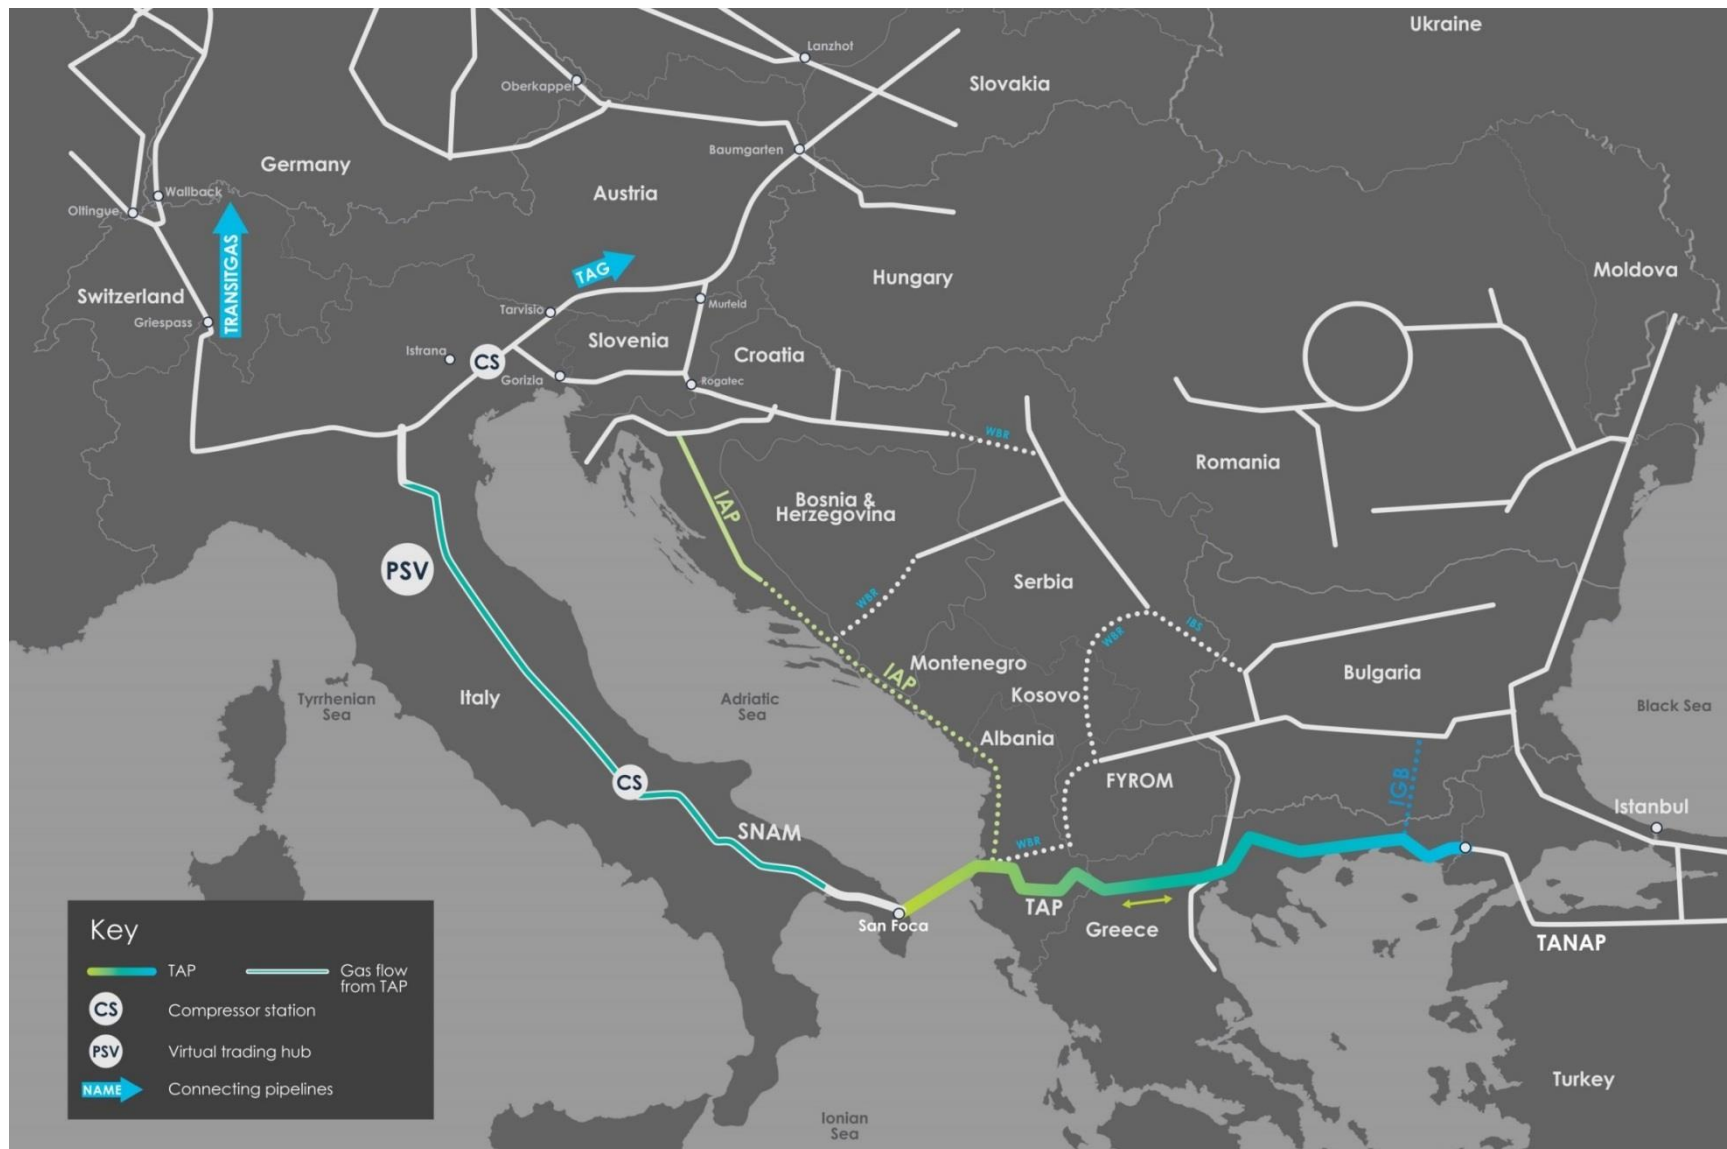 Ukraine
Lanzhot
Slovakia
Oberkappel
Baumgarten
Germany
Austria
Wallback
Oltingue
TRANSITGAS
TAG
Hungary
Moldova
Switzerland
Griespass
Tarvisio
Murfeld
Slovenia
Istrana
CS
Croatia
Gorizia
Rogatec
WBR
Romania
IAP
Bosnia &
Herzegovina
PSV
Serbia
WBR
IBS
WBR
Montenegro
IAP
Bulgaria
Kosovo
Tyrrhenian
Sea
Italy
Adriatic
Sea
Black Sea
Albania
CS
FYROM
IGB
Istanbul
SNAM
WBR
TAP
San Foca
Greece
TANAP
Key
TAP
Gas flow
from TAP
CS
Compressor station
PSV
Virtual trading hub
NAME
Connecting pipelines
Turkey
Ionian
Sea